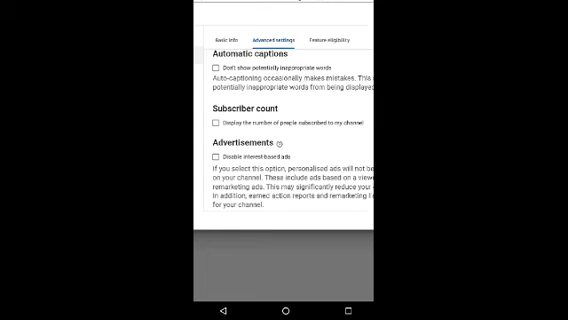 Basic info Advanced settings Feature eligibility
Automatic captions
Don't show potentially inappropriate words
Auto-captioning occasionally makes mistakes. This
potentially inappropriate words from being displayed
Subscriber count
Display the number of people subscribed to my channel
Advertisements
Disable interest-based ads
If you select this option, personalised ads will not be
on your channel. These include ads based on a viewe
remarketing ads. This may significantly reduce your
In addition, earned action reports and remarketing li
for your channel.